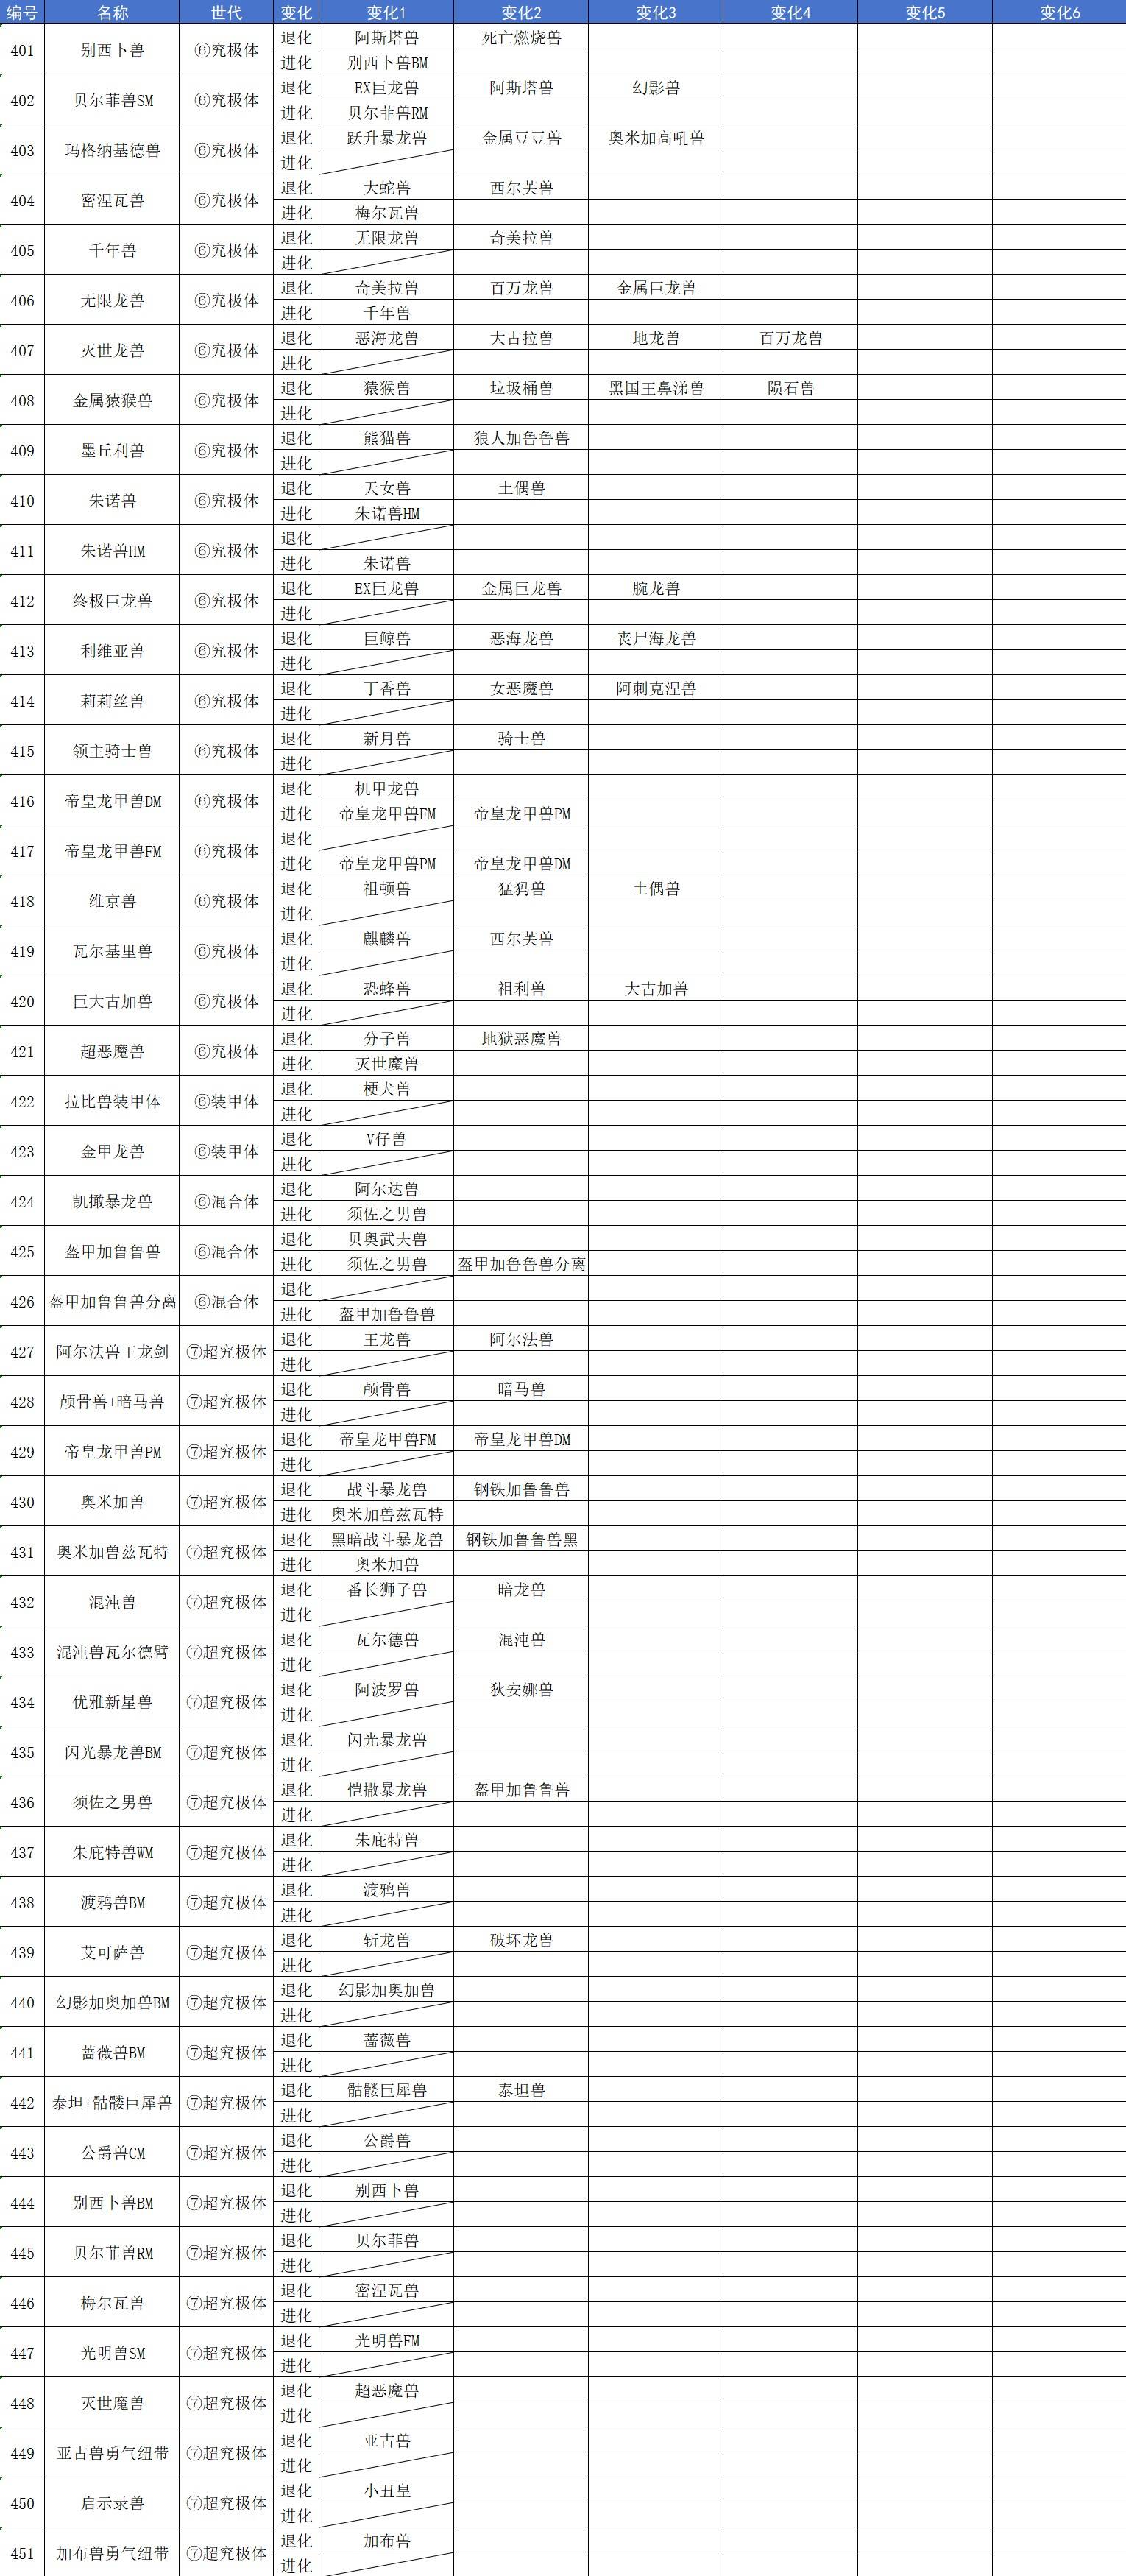 编号 名称 世代 变化 变化1 变化2 变化3 变化4 变化5 变化6
401 别西卜兽 ⑥究极体 退化 阿斯塔兽 死亡燃烧兽
进化 别西卜兽BM
402 贝尔菲兽SM ⑥究极体 退化 EX巨龙兽 阿斯塔兽 幻影兽
进化 贝尔菲兽RM
403 玛格纳基德兽 ⑥究极体 退化 跃升暴龙兽 金属豆豆兽 奥米加高吼兽
进化
404 密涅瓦兽 ⑥究极体 退化 大蛇兽 西尔芙兽
进化 梅尔瓦兽
405 千年兽 ⑥究极体 退化 无限龙兽 奇美拉兽
进化
406 无限龙兽 ⑥究极体 退化 奇美拉兽 百万龙兽 金属巨龙兽
进化 千年兽
407 灭世龙兽 ⑥究极体 退化 恶海龙兽 大古拉兽 地龙兽 百万龙兽
进化
408 金属猿猴兽 ⑥究极体 退化 猿猴兽 垃圾桶兽 黑国王鼻涕兽 陨石兽
进化
409 墨丘利兽 ⑥究极体 退化 熊猫兽 狼人加鲁鲁兽
进化
410 朱诺兽 ⑥究极体 退化 天女兽 土偶兽
进化 朱诺兽HM
411 朱诺兽HM ⑥究极体 退化
进化 朱诺兽
412 终极巨龙兽 ⑥究极体 退化 EX巨龙兽 金属巨龙兽 腕龙兽
进化
413 利维亚兽 ⑥究极体 退化 巨鲸兽 恶海龙兽 丧尸海龙兽
进化
414 莉莉丝兽 ⑥究极体 退化 丁香兽 女恶魔兽 阿刺克涅兽
进化
415 领主骑士兽 ⑥究极体 退化 新月兽 骑士兽
进化
416 帝皇龙甲兽DM ⑥究极体 退化 机甲龙兽
进化 帝皇龙甲兽FM 帝皇龙甲兽PM
417 帝皇龙甲兽FM ⑥究极体 退化
进化 帝皇龙甲兽PM 帝皇龙甲兽DM
418 维京兽 ⑥究极体 退化 祖顿兽 猛犸兽 土偶兽
进化
419 瓦尔基里兽 ⑥究极体 退化 麒麟兽 西尔芙兽
进化
420 巨大古加兽 ⑥究极体 退化 恐蜂兽 祖利兽 大古加兽
进化
421 超恶魔兽 ⑥究极体 退化 分子兽 地狱恶魔兽
进化 灭世魔兽
422 拉比兽装甲体 ⑥装甲体 退化 梗犬兽
进化
423 金甲龙兽 ⑥装甲体 退化 V仔兽
进化
424 凯撒暴龙兽 ⑥混合体 退化 阿尔达兽
进化 须佐之男兽
425 盔甲加鲁鲁兽 ⑥混合体 退化 贝奥武夫兽
进化 须佐之男兽 盔甲加鲁鲁兽分离
426 盔甲加鲁鲁兽分离 ⑥混合体 退化
进化 盔甲加鲁鲁兽
427 阿尔法兽王龙剑 ⑦超究极体 退化 王龙兽 阿尔法兽
进化
428 颅骨兽+暗马兽 ⑦超究极体 退化 颅骨兽 暗马兽
进化
429 帝皇龙甲兽PM ⑦超究极体 退化 帝皇龙甲兽FM 帝皇龙甲兽DM
进化
430 奥米加兽 ⑦超究极体 退化 战斗暴龙兽 钢铁加鲁鲁兽
进化 奥米加兽兹瓦特
431 奥米加兽兹瓦特 ⑦超究极体 退化 黑暗战斗暴龙兽 钢铁加鲁鲁兽黑
进化 奥米加兽
432 混沌兽 ⑦超究极体 退化 番长狮子兽 暗龙兽
进化
433 混沌兽瓦尔德臂 ⑦超究极体 退化 瓦尔德兽 混沌兽
进化
434 优雅新星兽 ⑦超究极体 退化 阿波罗兽 狄安娜兽
进化
435 闪光暴龙兽BM ⑦超究极体 退化 闪光暴龙兽
进化
436 须佐之男兽 ⑦超究极体 退化 恺撒暴龙兽 盔甲加鲁鲁兽
进化
437 朱庇特兽WM ⑦超究极体 退化 朱庇特兽
进化
438 渡鸦兽BM ⑦超究极体 退化 渡鸦兽
进化
439 艾可萨兽 ⑦超究极体 退化 斩龙兽 破坏龙兽
进化
440 幻影加奥加兽BM ⑦超究极体 退化 幻影加奥加兽
进化
441 蔷薇兽BM ⑦超究极体 退化 蔷薇兽
进化
442 泰坦+骷髅巨犀兽 ⑦超究极体 退化 骷髅巨犀兽 泰坦兽
进化
443 公爵兽CM ⑦超究极体 退化 公爵兽
进化
444 别西卜兽BM ⑦超究极体 退化 别西卜兽
进化
445 贝尔菲兽RM ⑦超究极体 退化 贝尔菲兽
进化
446 梅尔瓦兽 ⑦超究极体 退化 密涅瓦兽
进化
447 光明兽SM ⑦超究极体 退化 光明兽FM
进化
448 灭世魔兽 ⑦超究极体 退化 超恶魔兽
进化
449 亚古兽勇气纽带 ⑦超究极体 退化 亚古兽
进化
450 启示录兽 ⑦超究极体 退化 小丑皇
进化
451 加布兽勇气纽带 ⑦超究极体 退化 加布兽
进化